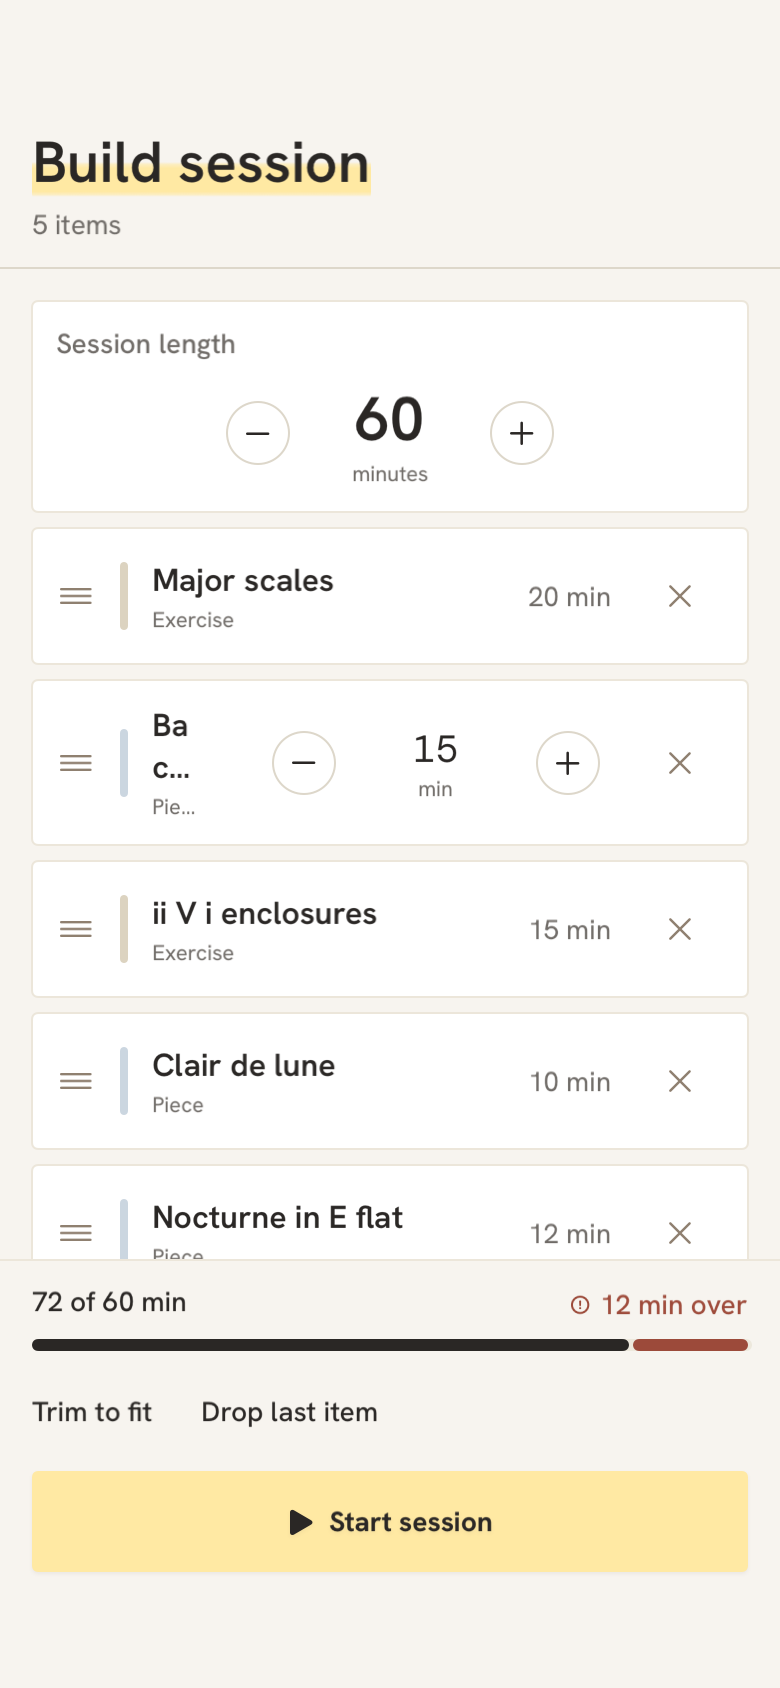 Build session
5 items
Session length
60
minutes
Major scales
Exercise
20 min
Ba
c...
Pie...
15
min
ii V i enclosures
Exercise
15 min
Clair de lune
Piece
10 min
Nocturne in E flat
Piece
12 min
72 of 60 min
12 min over
Trim to fit
Drop last item
Start session